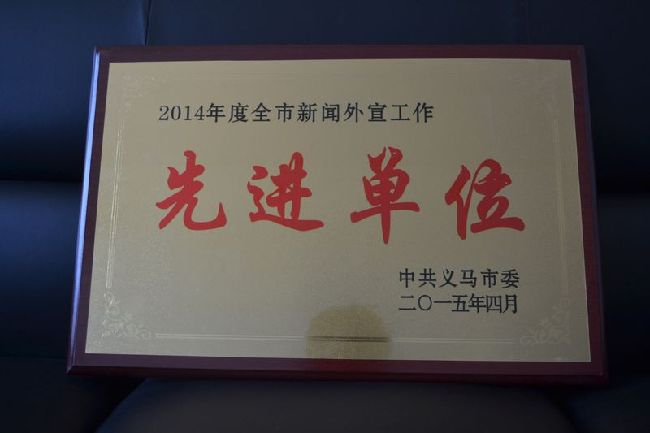 2014年度全市新闻外宣工作
先进单位
中共义马市委
二〇一五年四月